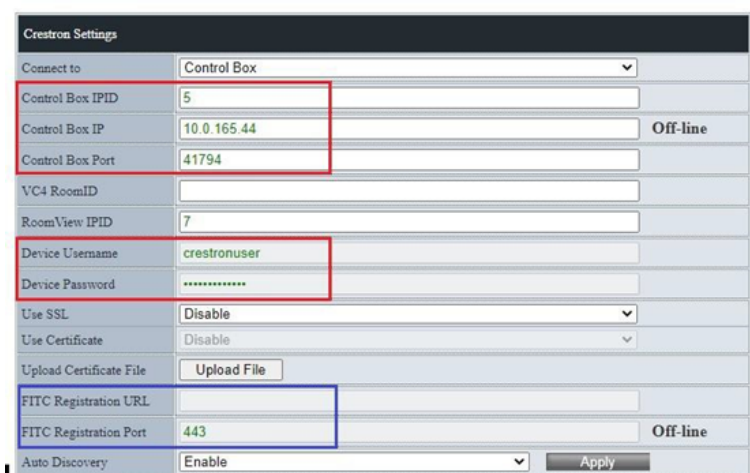 Crestron Settings
Connect to Control Box
Control Box IPID 5
Control Box IP 10.0.165.44 Off-line
Control Box Port 41794
VC4 RoomID
RoomView IPID 7
Device Username crestronuser
Device Password •••••••••••••
Use SSL Disable
Use Certificate Disable
Upload Certificate File Upload File
FITC Registration URL
FITC Registration Port 443 Off-line
Auto Discovery Enable Apply